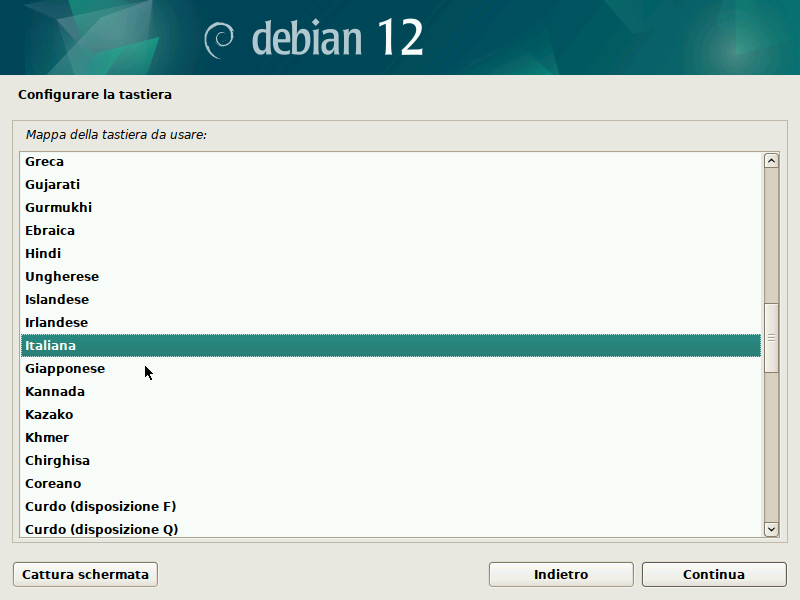 debian 12
Configurare la tastiera
Mappa della tastiera da usare:
Greca
Gujarati
Gurmukhi
Ebraica
Hindi
Ungherese
Islandese
Irlandese
Italiana
Giapponese
Kannada
Kazako
Khmer
Chirghisa
Coreano
Curdo (disposizione F)
Curdo (disposizione Q)
Cattura schermata
Indietro
Continua